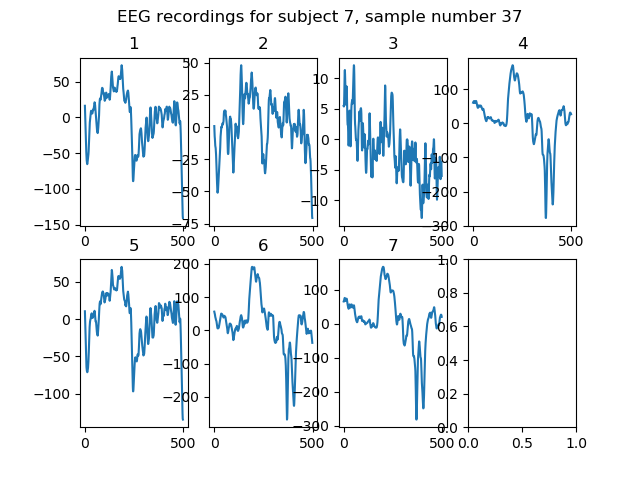 EEG recordings for subject 7, sample number 37
1 2 3 4
50 0 −50 −100 −150
50 25 0 −25 −50 −75
10 5 0 −5 −10
100 0 −100 −200 −300
0 500 0 500 0 500 0 500
5 6 7
50 0 −50 −100
200 100 0 −100 −200
100 0 −100 −200 −300
1.0 0.8 0.6 0.4 0.2 0.0
0 500 0 500 0 500 0.0 0.5 1.0